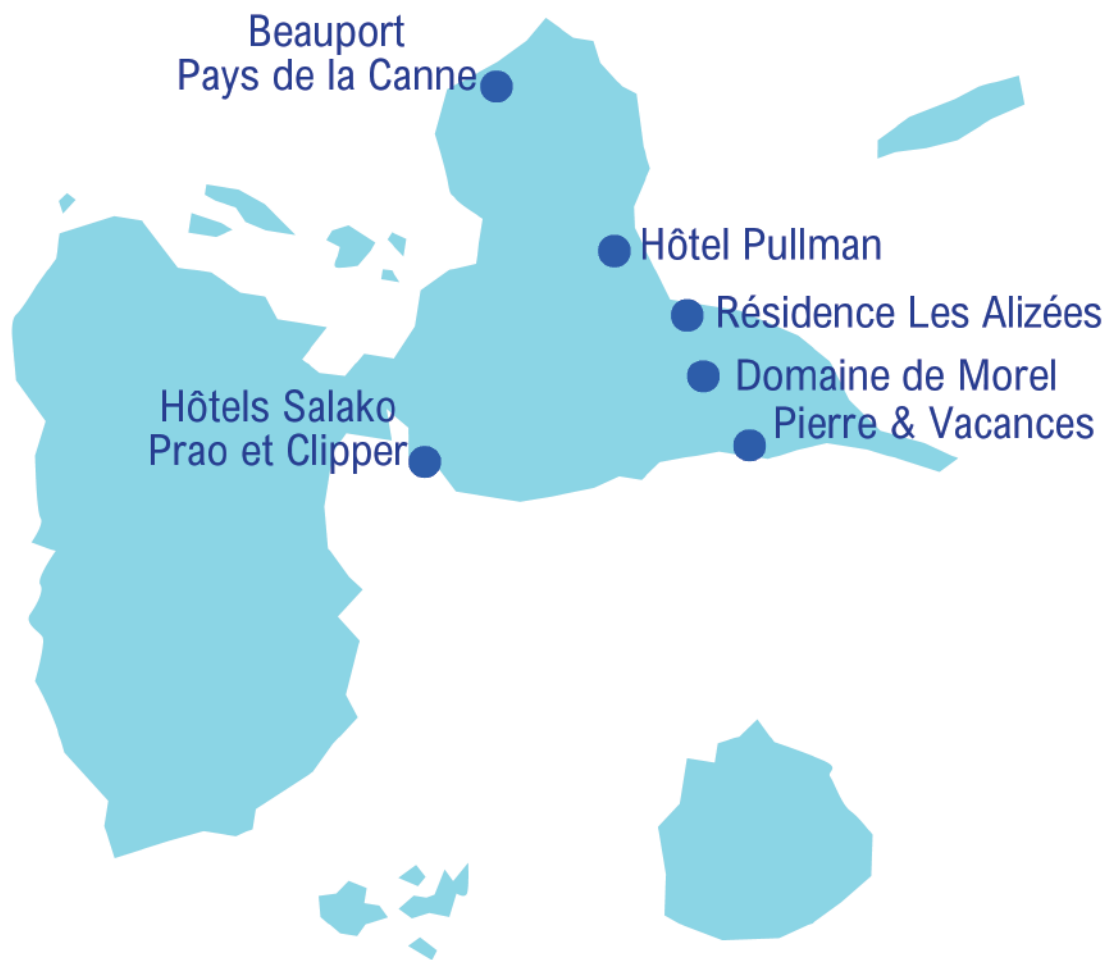 Beauport
Pays de la Canne
Hôtel Pullman
Résidence Les Alizées
Domaine de Morel
Hôtels Salako
Prao et Clipper
Pierre & Vacances